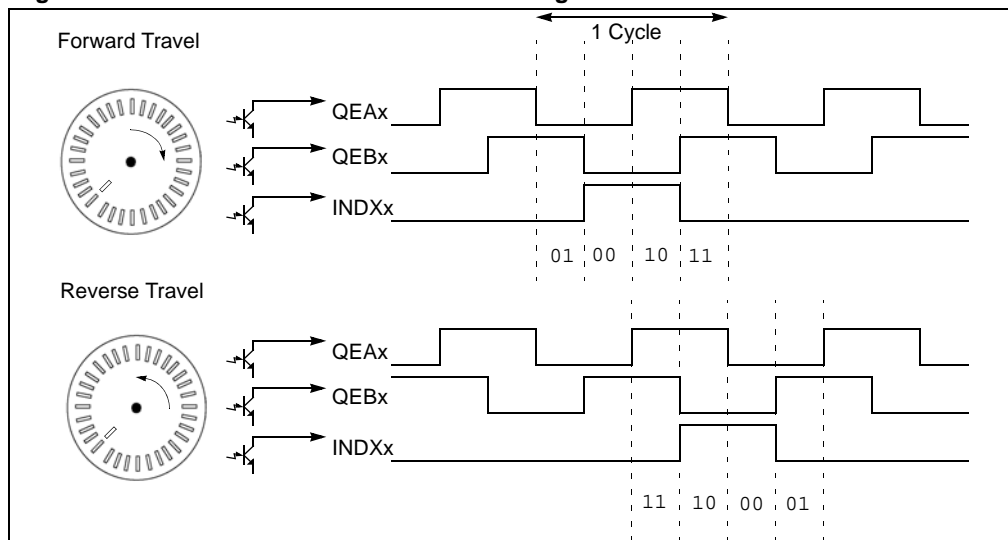 1 Cycle
Forward Travel
QEAx
QEBx
INDXx
01 00 10 11
Reverse Travel
QEAx
QEBx
INDXx
11 10 00 01